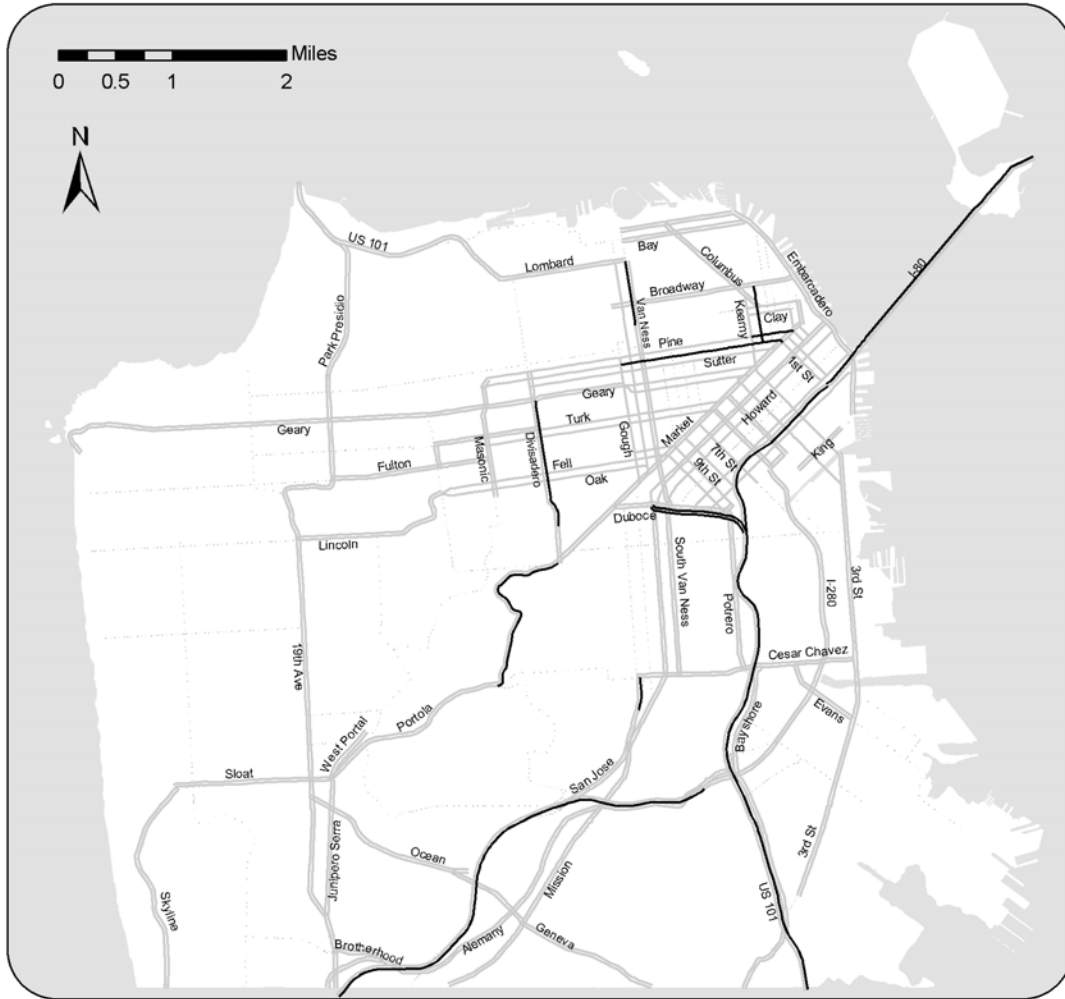 Miles
0 0.5 1 2
N
US 101
Lombard
Bay
Columbus
Embarcadero
I-80
Broadway
Park Presidio
Van Ness
Kearny
Clay
Pine
Sutter
1st St
Geary
Geary
Turk
Gough
Market
Howard
Masonic
Divisadero
Fulton
Fell
Oak
7th St
9th St
King
Duboce
Lincoln
South Van Ness
Potrero
I-280
3rd St
19th Ave
Cesar Chavez
Evans
Portola
West Portal
Bayshore
Sloat
San Jose
Junipero Serra
Ocean
3rd St
Skyline
Mission
US 101
Brotherhood
Alemany
Geneva